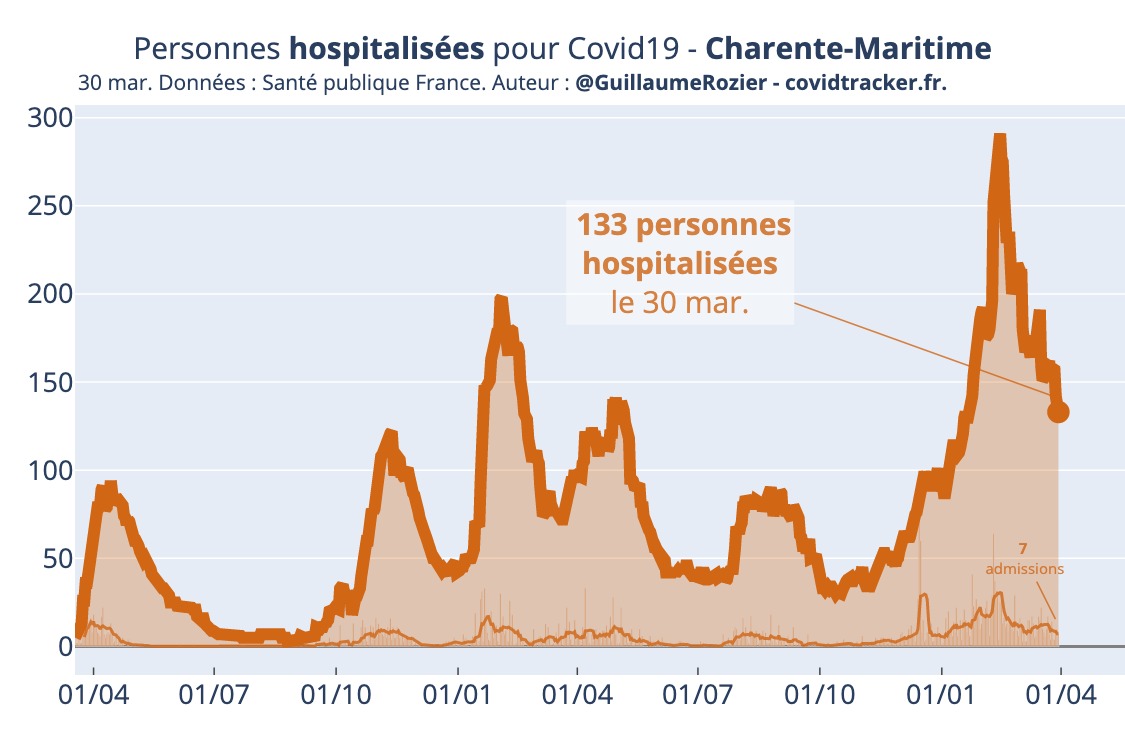 Personnes hospitalisées pour Covid19 - Charente-Maritime
30 mar. Données : Santé publique France. Auteur : @GuillaumeRozier - covidtracker.fr.
300
250
133 personnes
hospitalisées
le 30 mar.
200
150
100
50
7
admissions
0
01/04 01/07 01/10 01/01 01/04 01/07 01/10 01/01 01/04